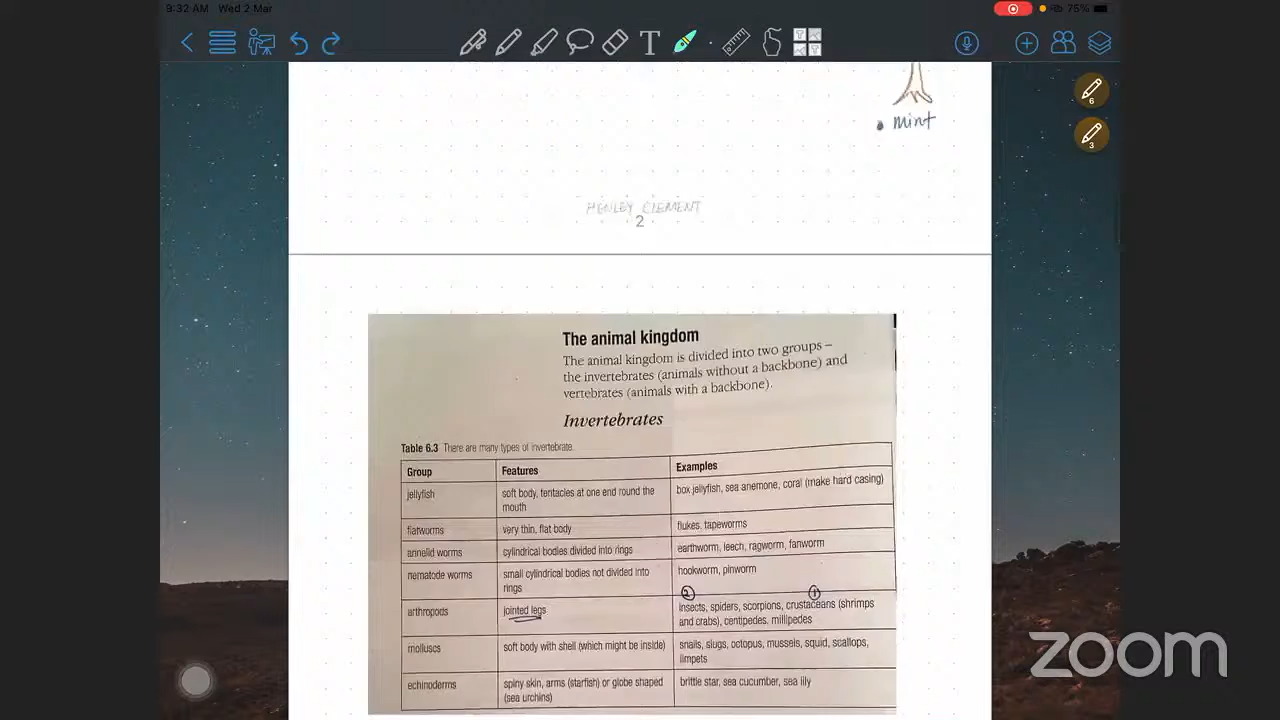 9:32 AM Wed 2 Mar
75%
T
6
3
mint
HENLEY CLEMENT
2
The animal kingdom
The animal kingdom is divided into two groups –
the invertebrates (animals without a backbone) and
vertebrates (animals with a backbone).
Invertebrates
Table 6.3 There are many types of invertebrate.
Group Features Examples
jellyfish soft body, tentacles at one end round the box jellyfish, sea anemone, coral (make hard casing)
mouth
flatworms very thin, flat body flukes, tapeworms
annelid worms cylindrical bodies divided into rings earthworm, leech, ragworm, fanworm
nematode worms small cylindrical bodies not divided into hookworm, pinworm
rings
2 1
arthropods jointed legs insects, spiders, scorpions, crustaceans (shrimps
and crabs), centipedes, millipedes
molluscs soft body with shell (which might be inside) snails, slugs, octopus, mussels, squid, scallops,
limpets
echinoderms spiny skin, arms (starfish) or globe shaped brittle star, sea cucumber, sea lily
(sea urchins)
zoom